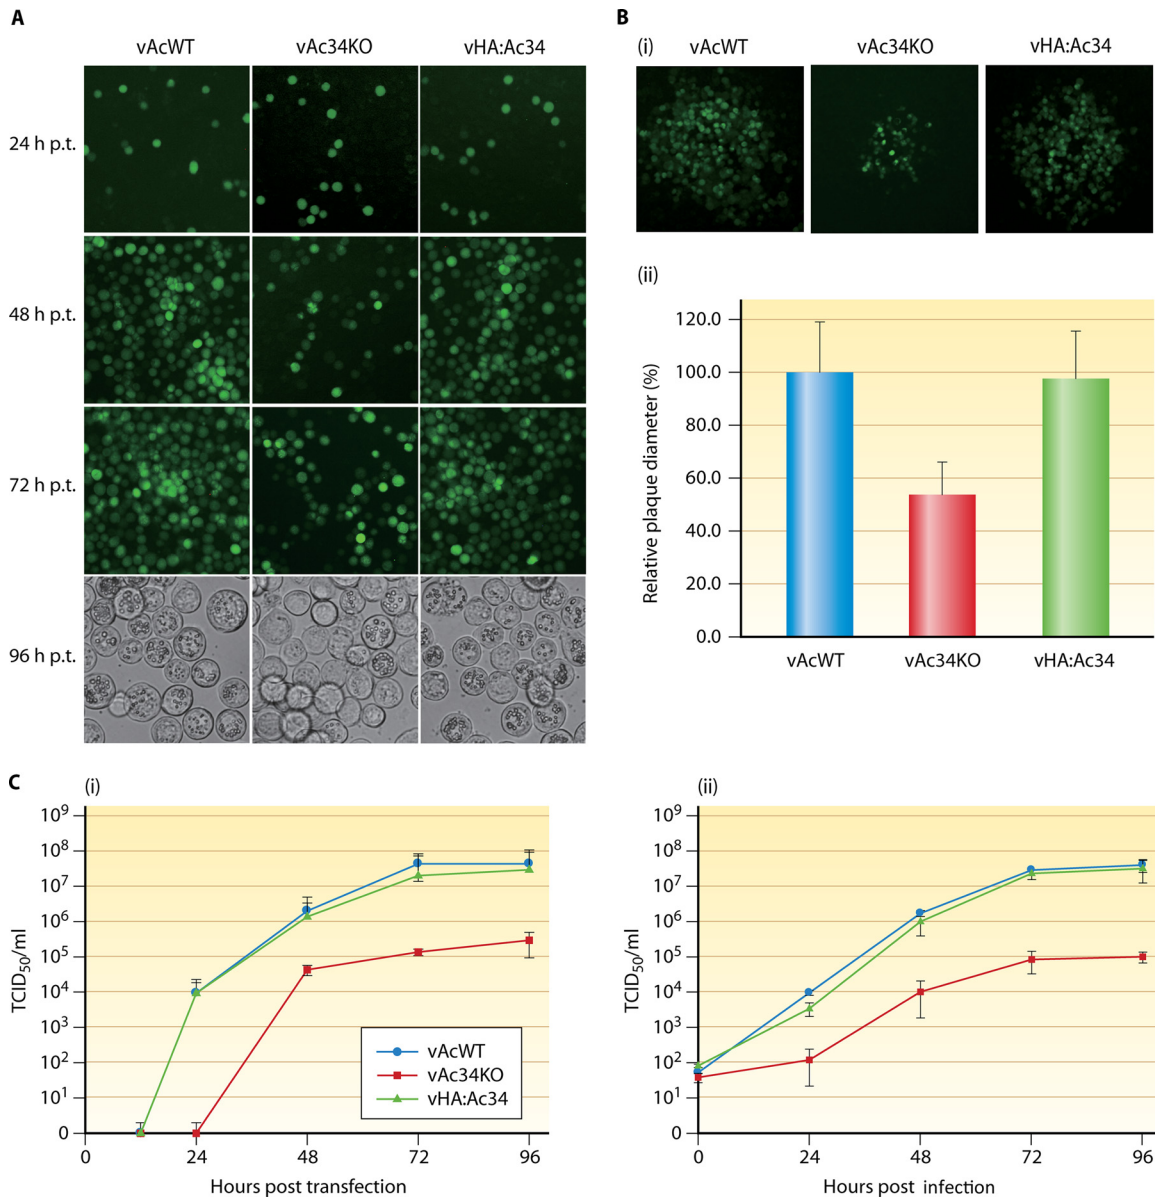 A
vAcWT vAc34KO vHA:Ac34
24 h p.t.
48 h p.t.
72 h p.t.
96 h p.t.
B
(i) vAcWT vAc34KO vHA:Ac34
(ii)
Relative plaque diameter (%)
120.0
100.0
80.0
60.0
40.0
20.0
0.0
vAcWT vAc34KO vHA:Ac34
C
(i)
TCID50/ml
10⁹
10⁸
10⁷
10⁶
10⁵
10⁴
10³
10²
10¹
0
0 24 48 72 96
Hours post transfection
vAcWT
vAc34KO
vHA:Ac34
(ii)
TCID50/ml
10⁹
10⁸
10⁷
10⁶
10⁵
10⁴
10³
10²
10¹
0
0 24 48 72 96
Hours post infection